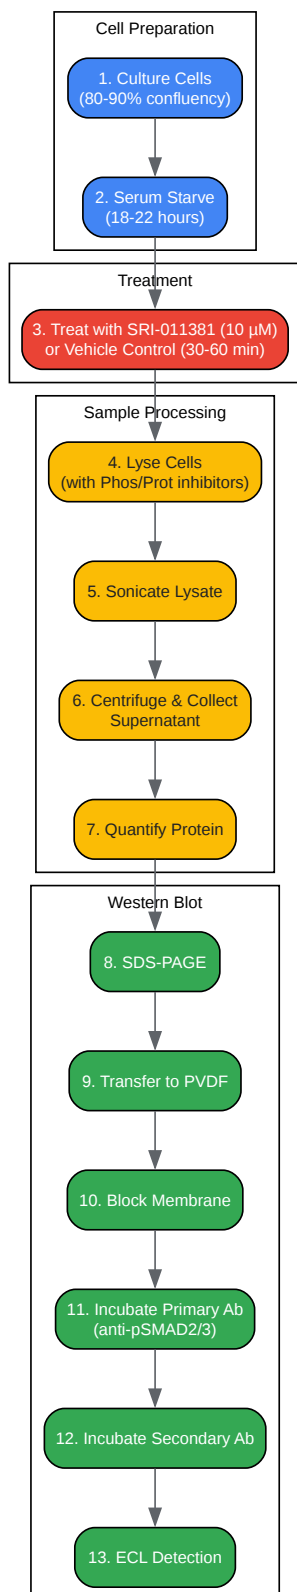 Cell Preparation
1. Culture Cells
(80-90% confluency)
2. Serum Starve
(18-22 hours)
Treatment
3. Treat with SRI-011381 (10 µM)
or Vehicle Control (30-60 min)
Sample Processing
4. Lyse Cells
(with Phos/Prot inhibitors)
5. Sonicate Lysate
6. Centrifuge & Collect
Supernatant
7. Quantify Protein
Western Blot
8. SDS-PAGE
9. Transfer to PVDF
10. Block Membrane
11. Incubate Primary Ab
(anti-pSMAD2/3)
12. Incubate Secondary Ab
13. ECL Detection